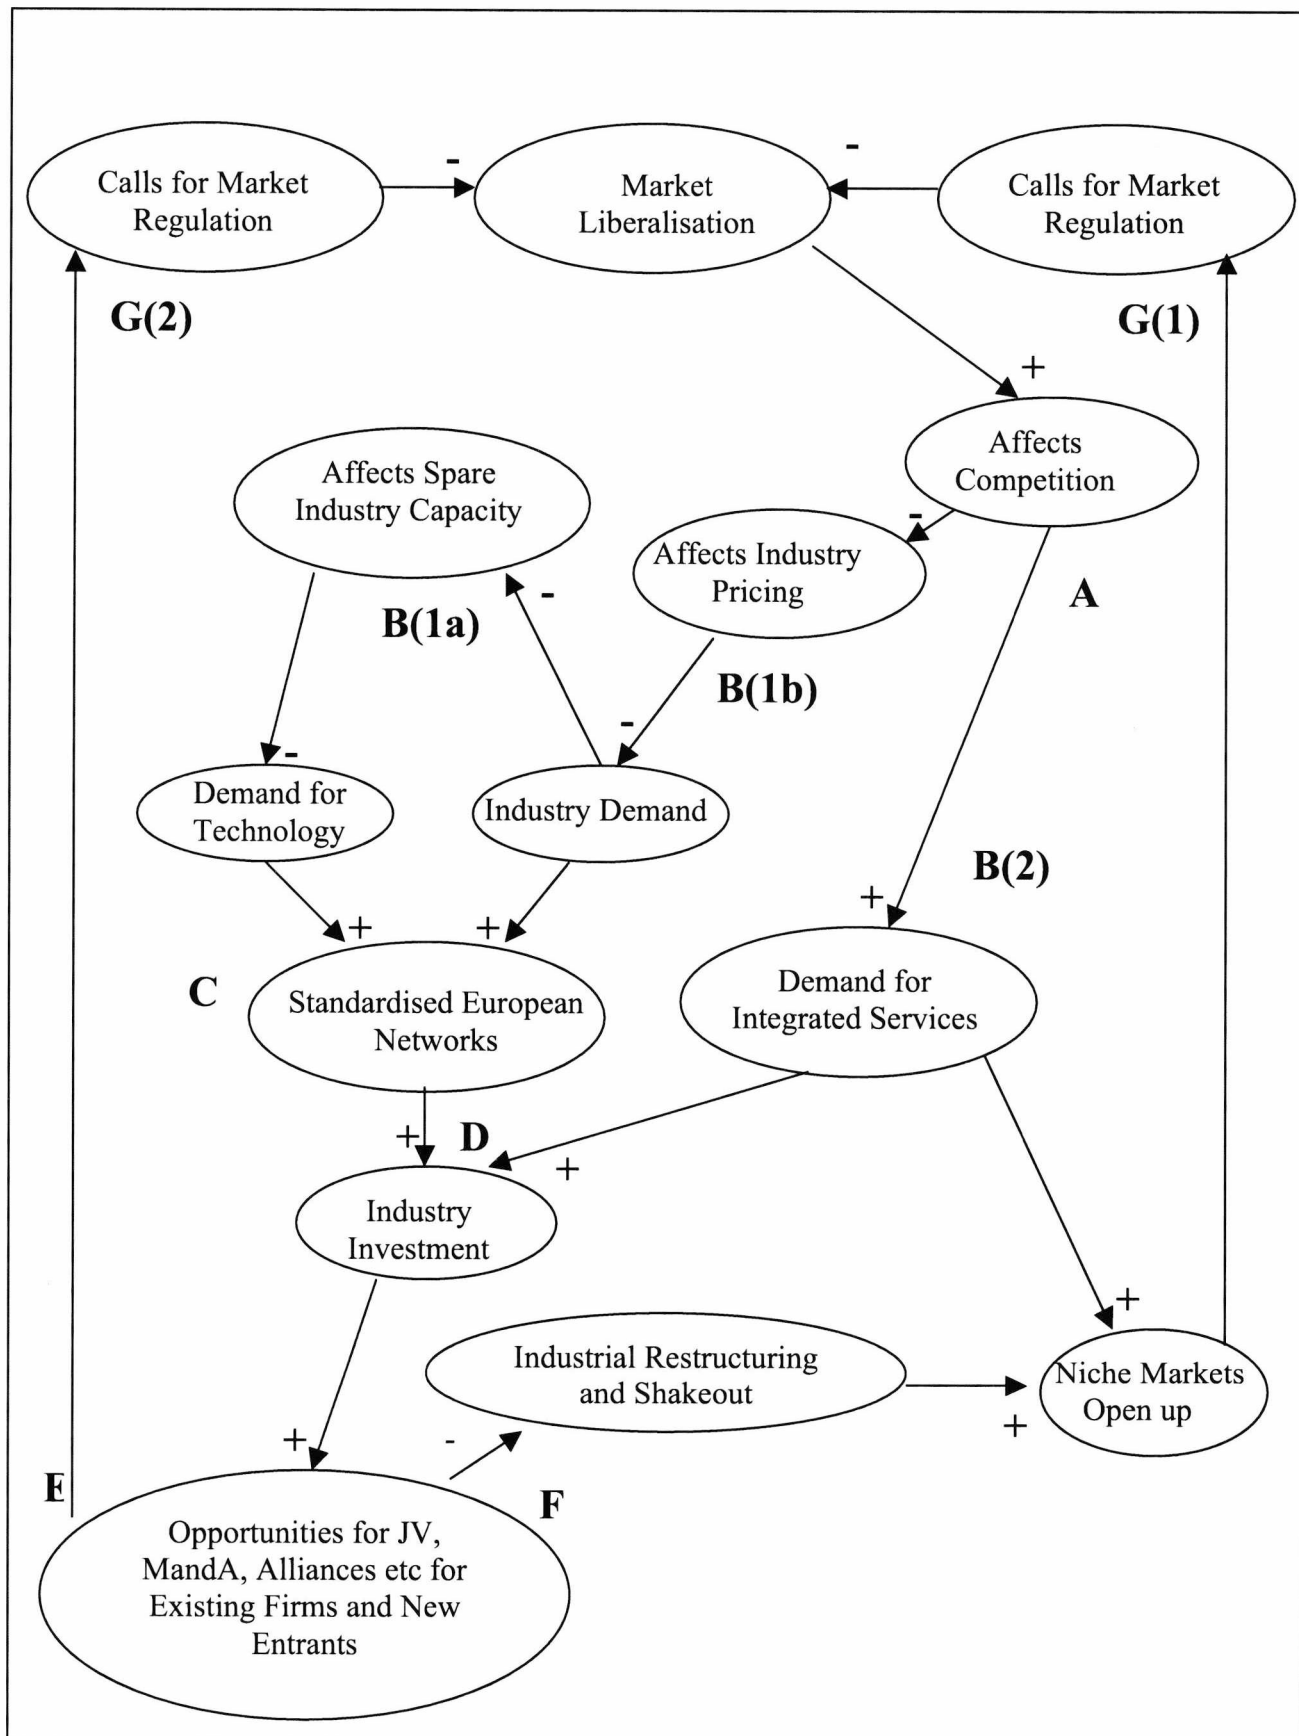 Calls for Market
Regulation
-
Market
Liberalisation
-
Calls for Market
Regulation
G(2)
G(1)
+
Affects
Competition
Affects Spare
Industry Capacity
-
Affects Industry
Pricing
A
-
B(1a)
B(1b)
-
-
Demand for
Technology
Industry Demand
B(2)
+
+
+
C
Standardised European
Networks
Demand for
Integrated Services
+
D
+
Industry
Investment
+
Industrial Restructuring
and Shakeout
Niche Markets
Open up
+
+
-
E
F
Opportunities for JV,
MandA, Alliances etc for
Existing Firms and New
Entrants